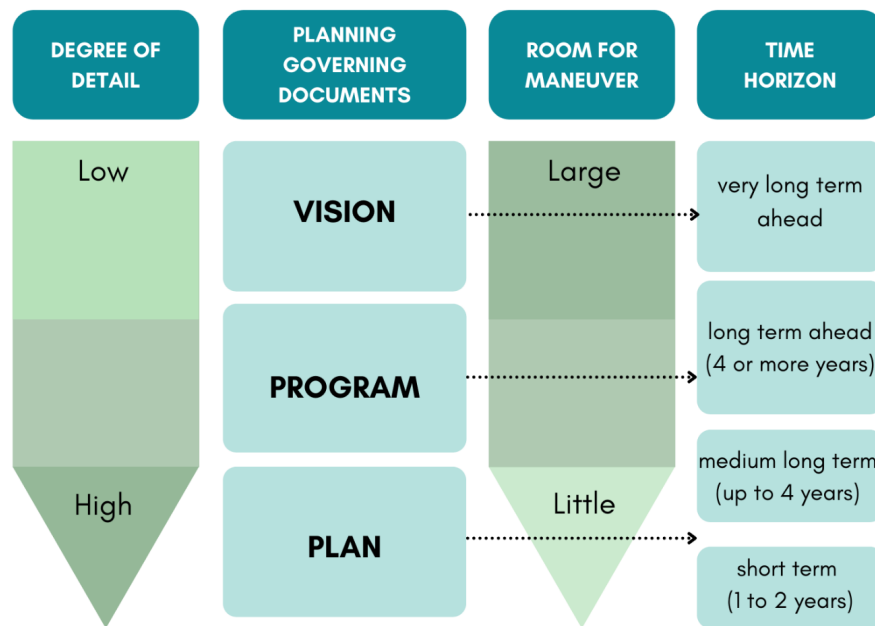 DEGREE OF
DETAIL
PLANNING
GOVERNING
DOCUMENTS
ROOM FOR
MANEUVER
TIME
HORIZON
Low
VISION
Large
very long term
ahead
PROGRAM
long term ahead
(4 or more years)
High
PLAN
Little
medium long term
(up to 4 years)
short term
(1 to 2 years)